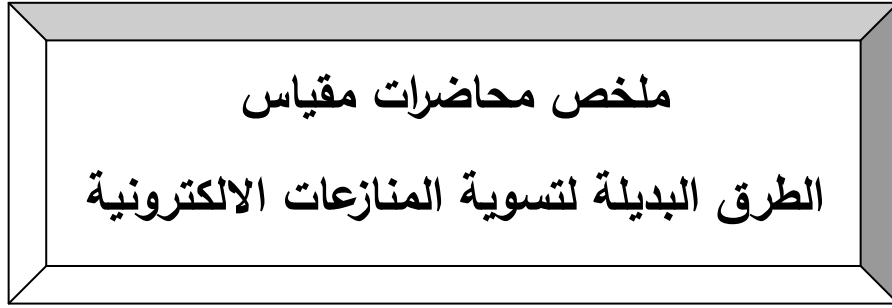 ملخص محاضرات مقياس
الطرق البديلة لتسوية المنازعات الالكترونية